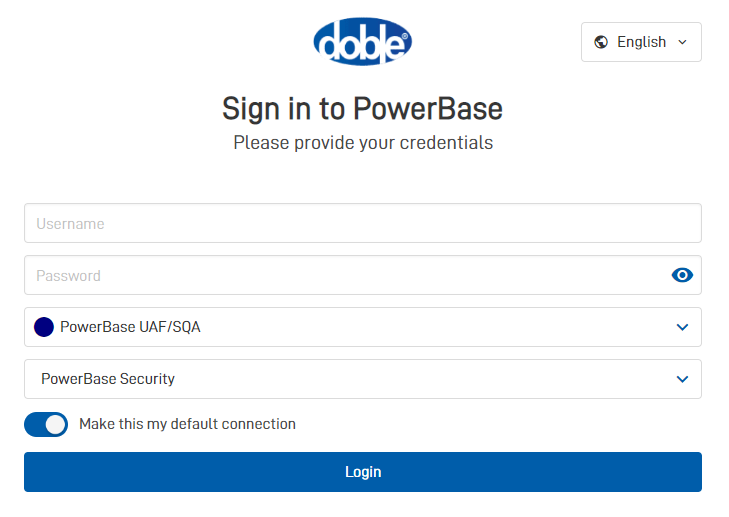 doble®
English
Sign in to PowerBase
Please provide your credentials
Username
Password
PowerBase UAF/SQA
PowerBase Security
Make this my default connection
Login